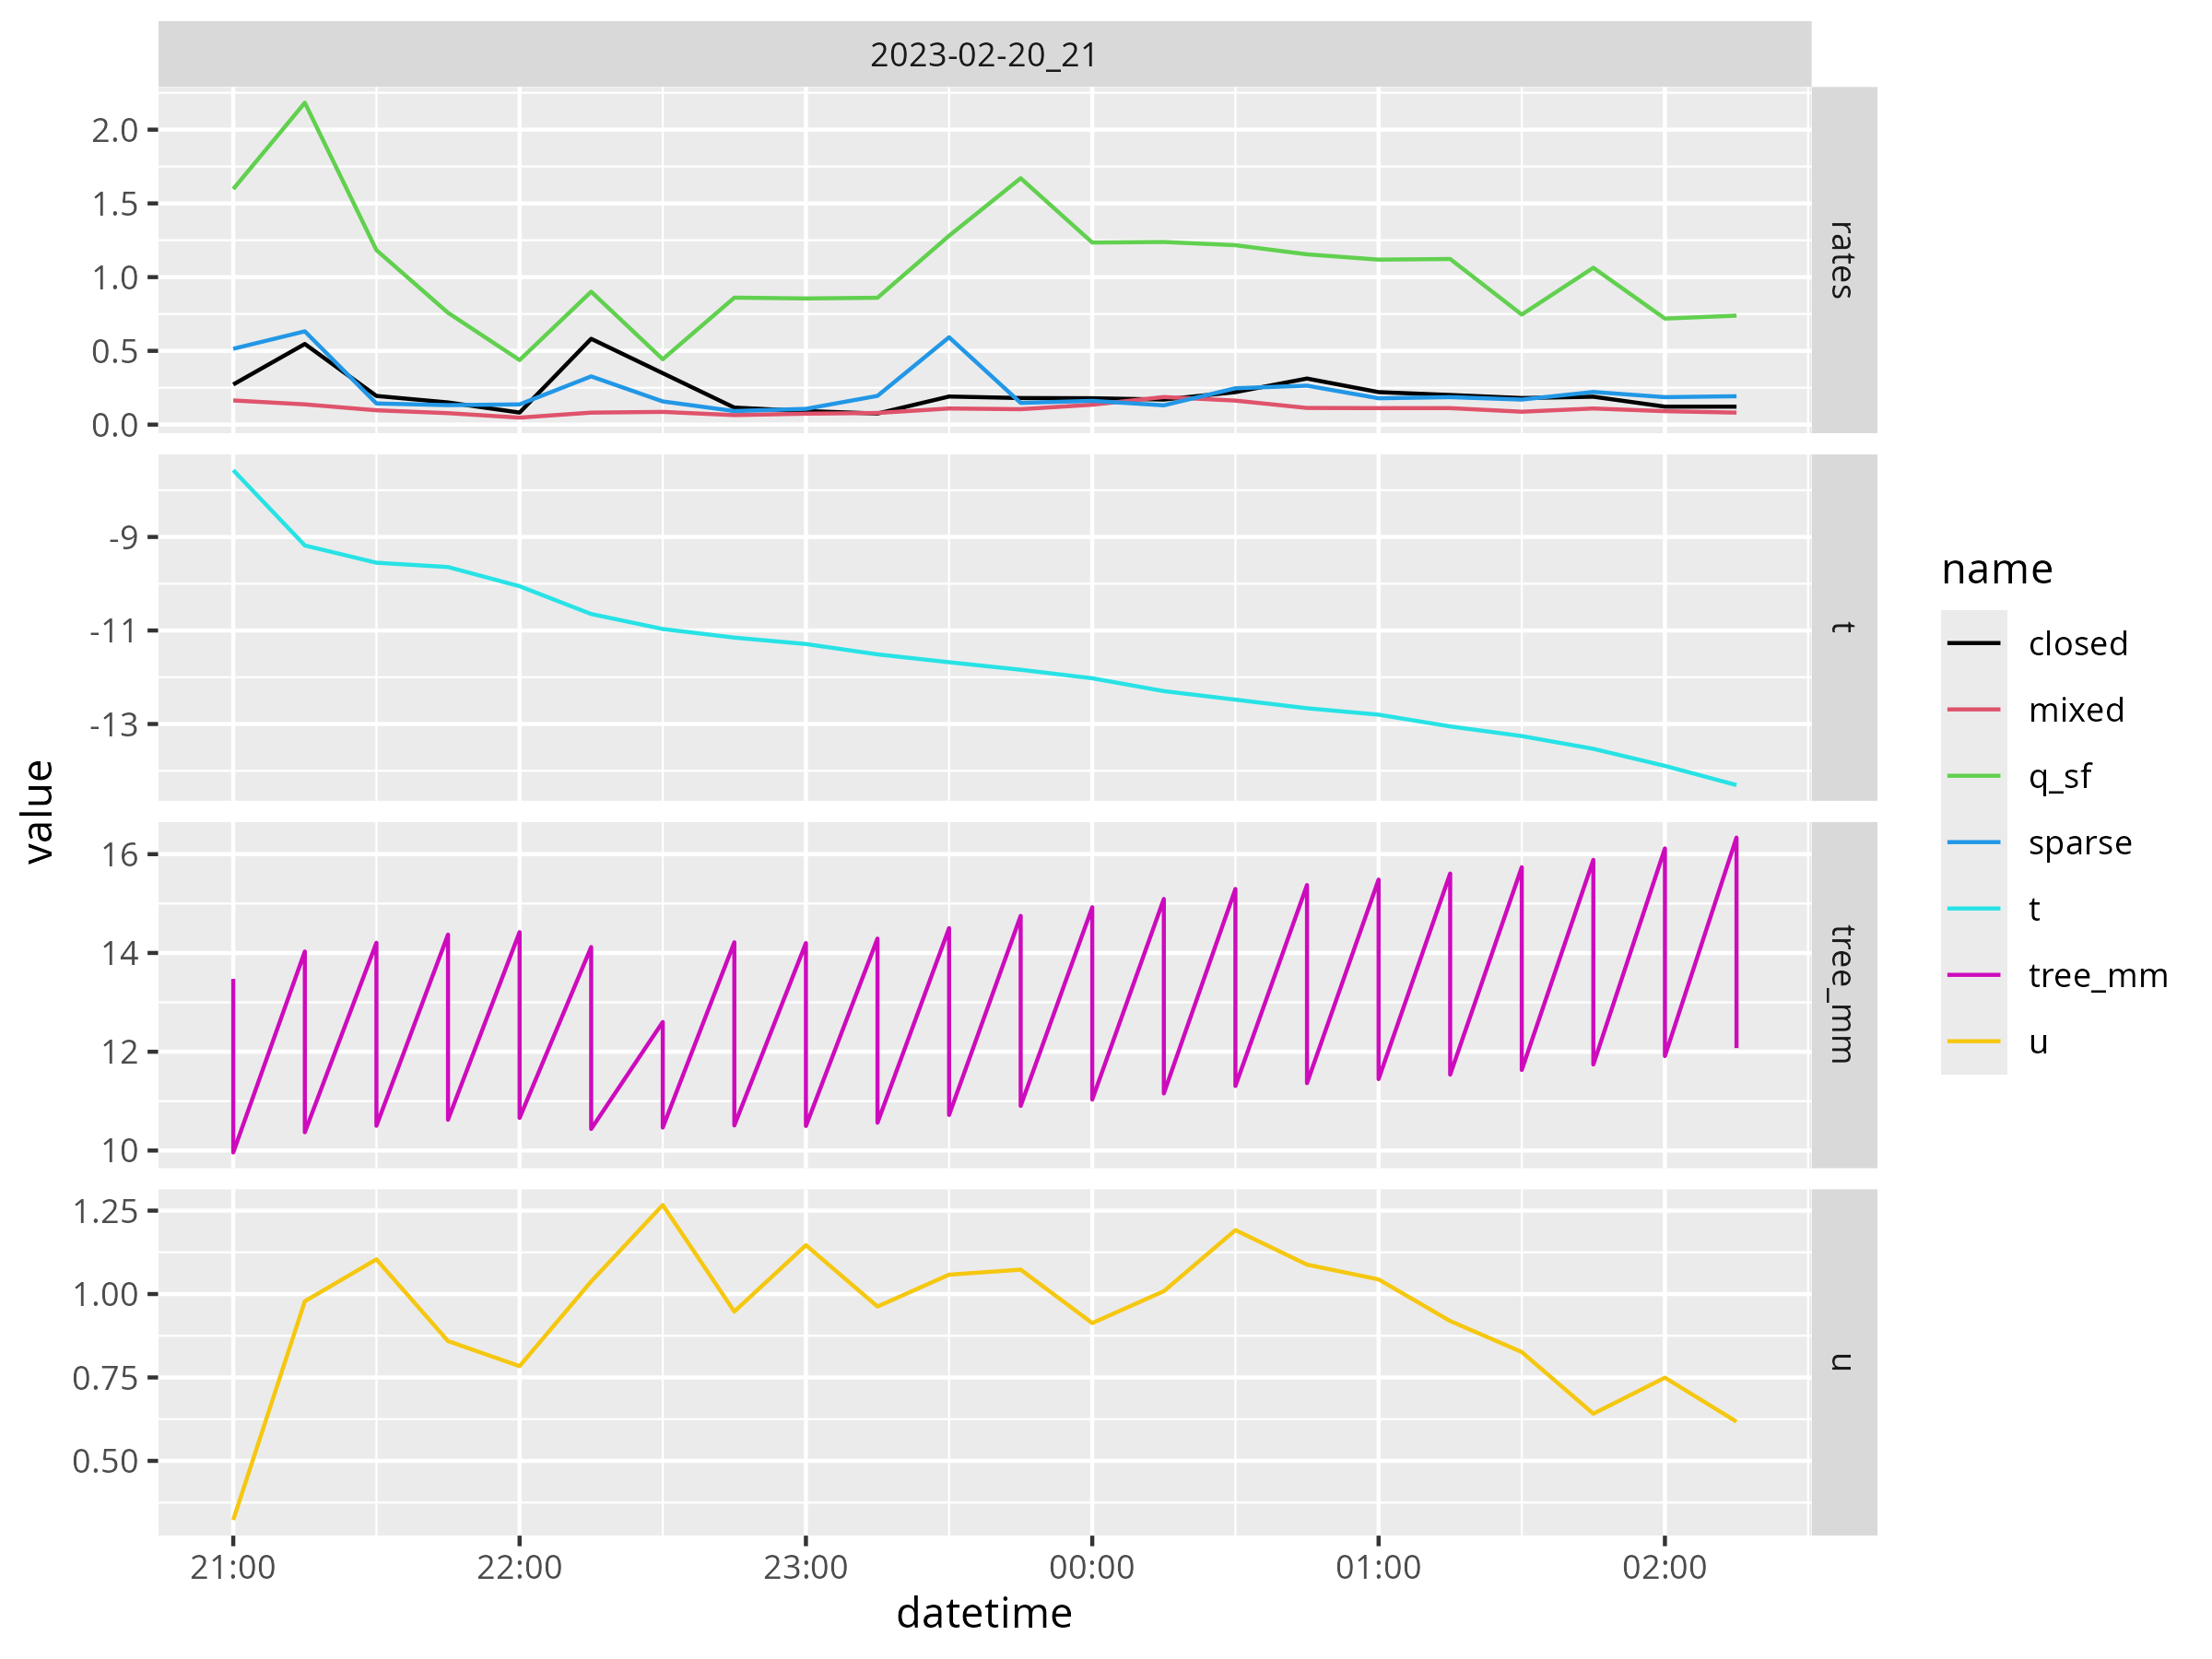 2023-02-20_21
2.0
1.5
1.0
0.5
0.0
rates
-9
-11
-13
t
16
14
12
10
tree_mm
1.25
1.00
0.75
0.50
u
21:00 22:00 23:00 00:00 01:00 02:00
datetime
value
name
closed
mixed
q_sf
sparse
t
tree_mm
u